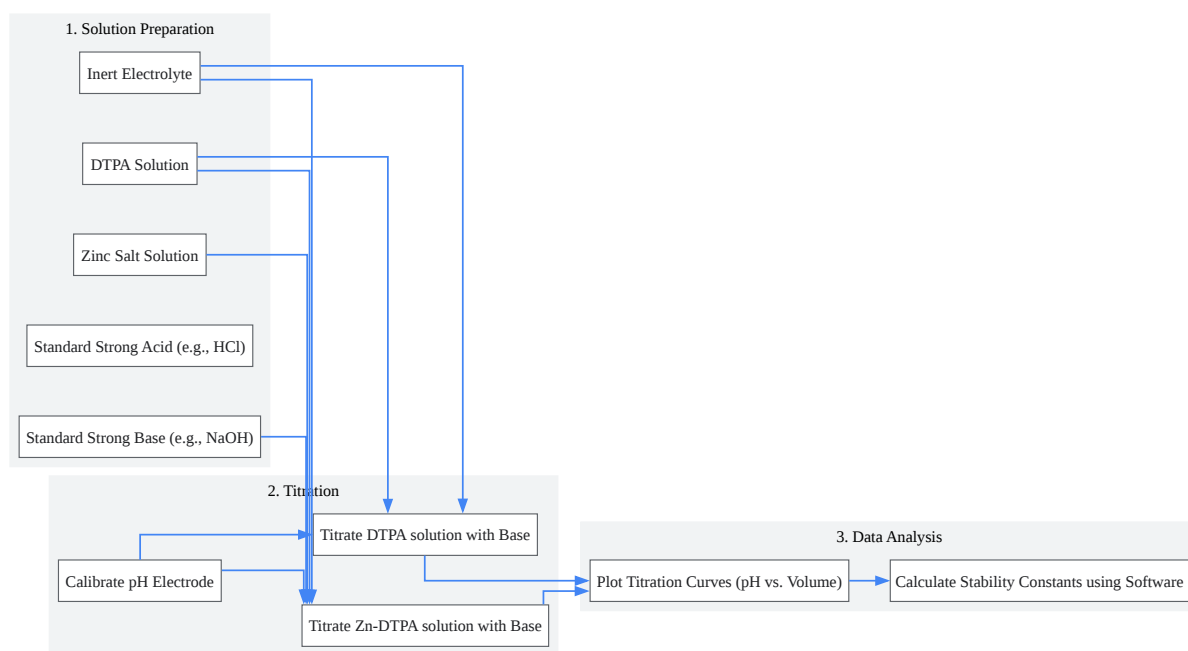 1. Solution Preparation
Inert Electrolyte
DTPA Solution
Zinc Salt Solution
Standard Strong Acid (e.g., HCl)
Standard Strong Base (e.g., NaOH)
2. Titration
Titrate DTPA solution with Base
Calibrate pH Electrode
Titrate Zn-DTPA solution with Base
3. Data Analysis
Plot Titration Curves (pH vs. Volume)
Calculate Stability Constants using Software